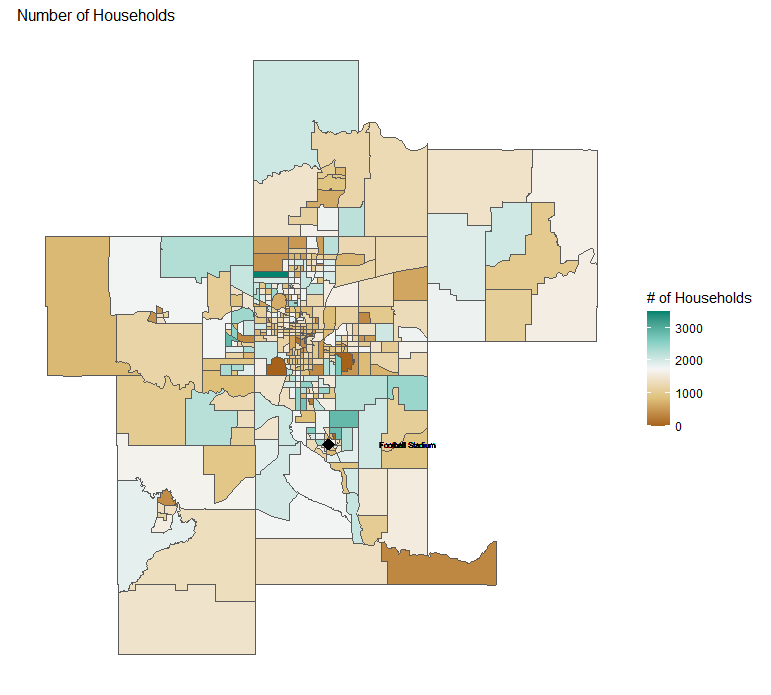 Number of Households
# of Households
3000
2000
1000
0
Football Stadium